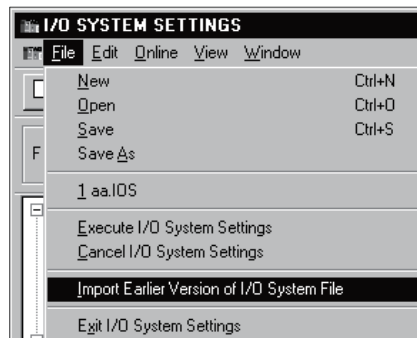 I/O SYSTEM SETTINGS
File Edit Online View Window
New Ctrl+N
Open Ctrl+O
Save Ctrl+S
F Save As
1 aa.IOS
Execute I/O System Settings
Cancel I/O System Settings
Import Earlier Version of I/O System File
Exit I/O System Settings